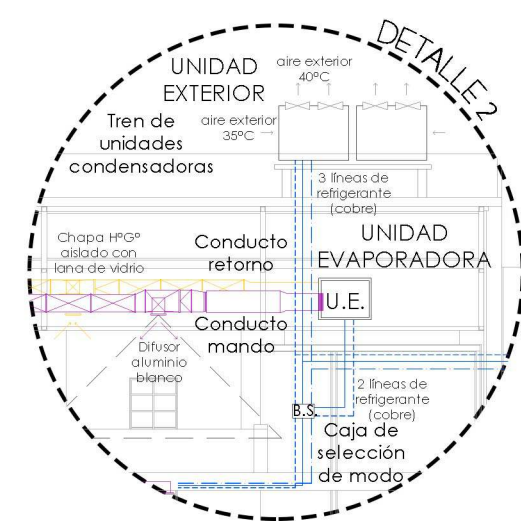 DETALLE 2
UNIDAD
EXTERIOR
aire exterior
40°C
Tren de
unidades
condensadoras
aire exterior
35°C
3 líneas de
refrigerante
(cobre)
Chapa HºGº
aislado con
lana de vidrio
Conducto
retorno
UNIDAD
EVAPORADORA
U.E.
Conducto
mando
Difusor
aluminio
blanco
2 líneas de
refrigerante
(cobre)
B.S.
Caja de
selección
de modo